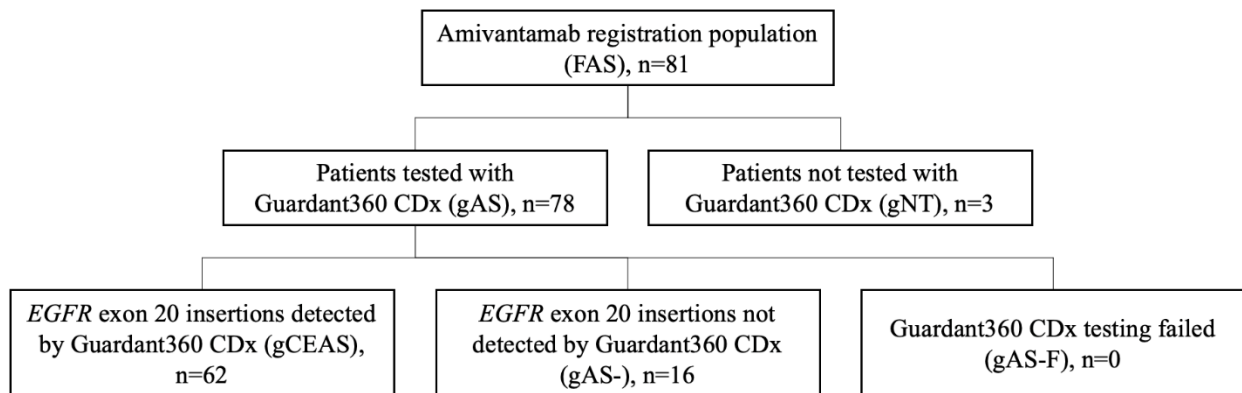 Amivantamab registration population
(FAS), n=81
Patients tested with
Guardant360 CDx (gAS), n=78
Patients not tested with
Guardant360 CDx (gNT), n=3
EGFR exon 20 insertions detected
by Guardant360 CDx (gCEAS),
n=62
EGFR exon 20 insertions not
detected by Guardant360 CDx
(gAS-), n=16
Guardant360 CDx testing failed
(gAS-F), n=0